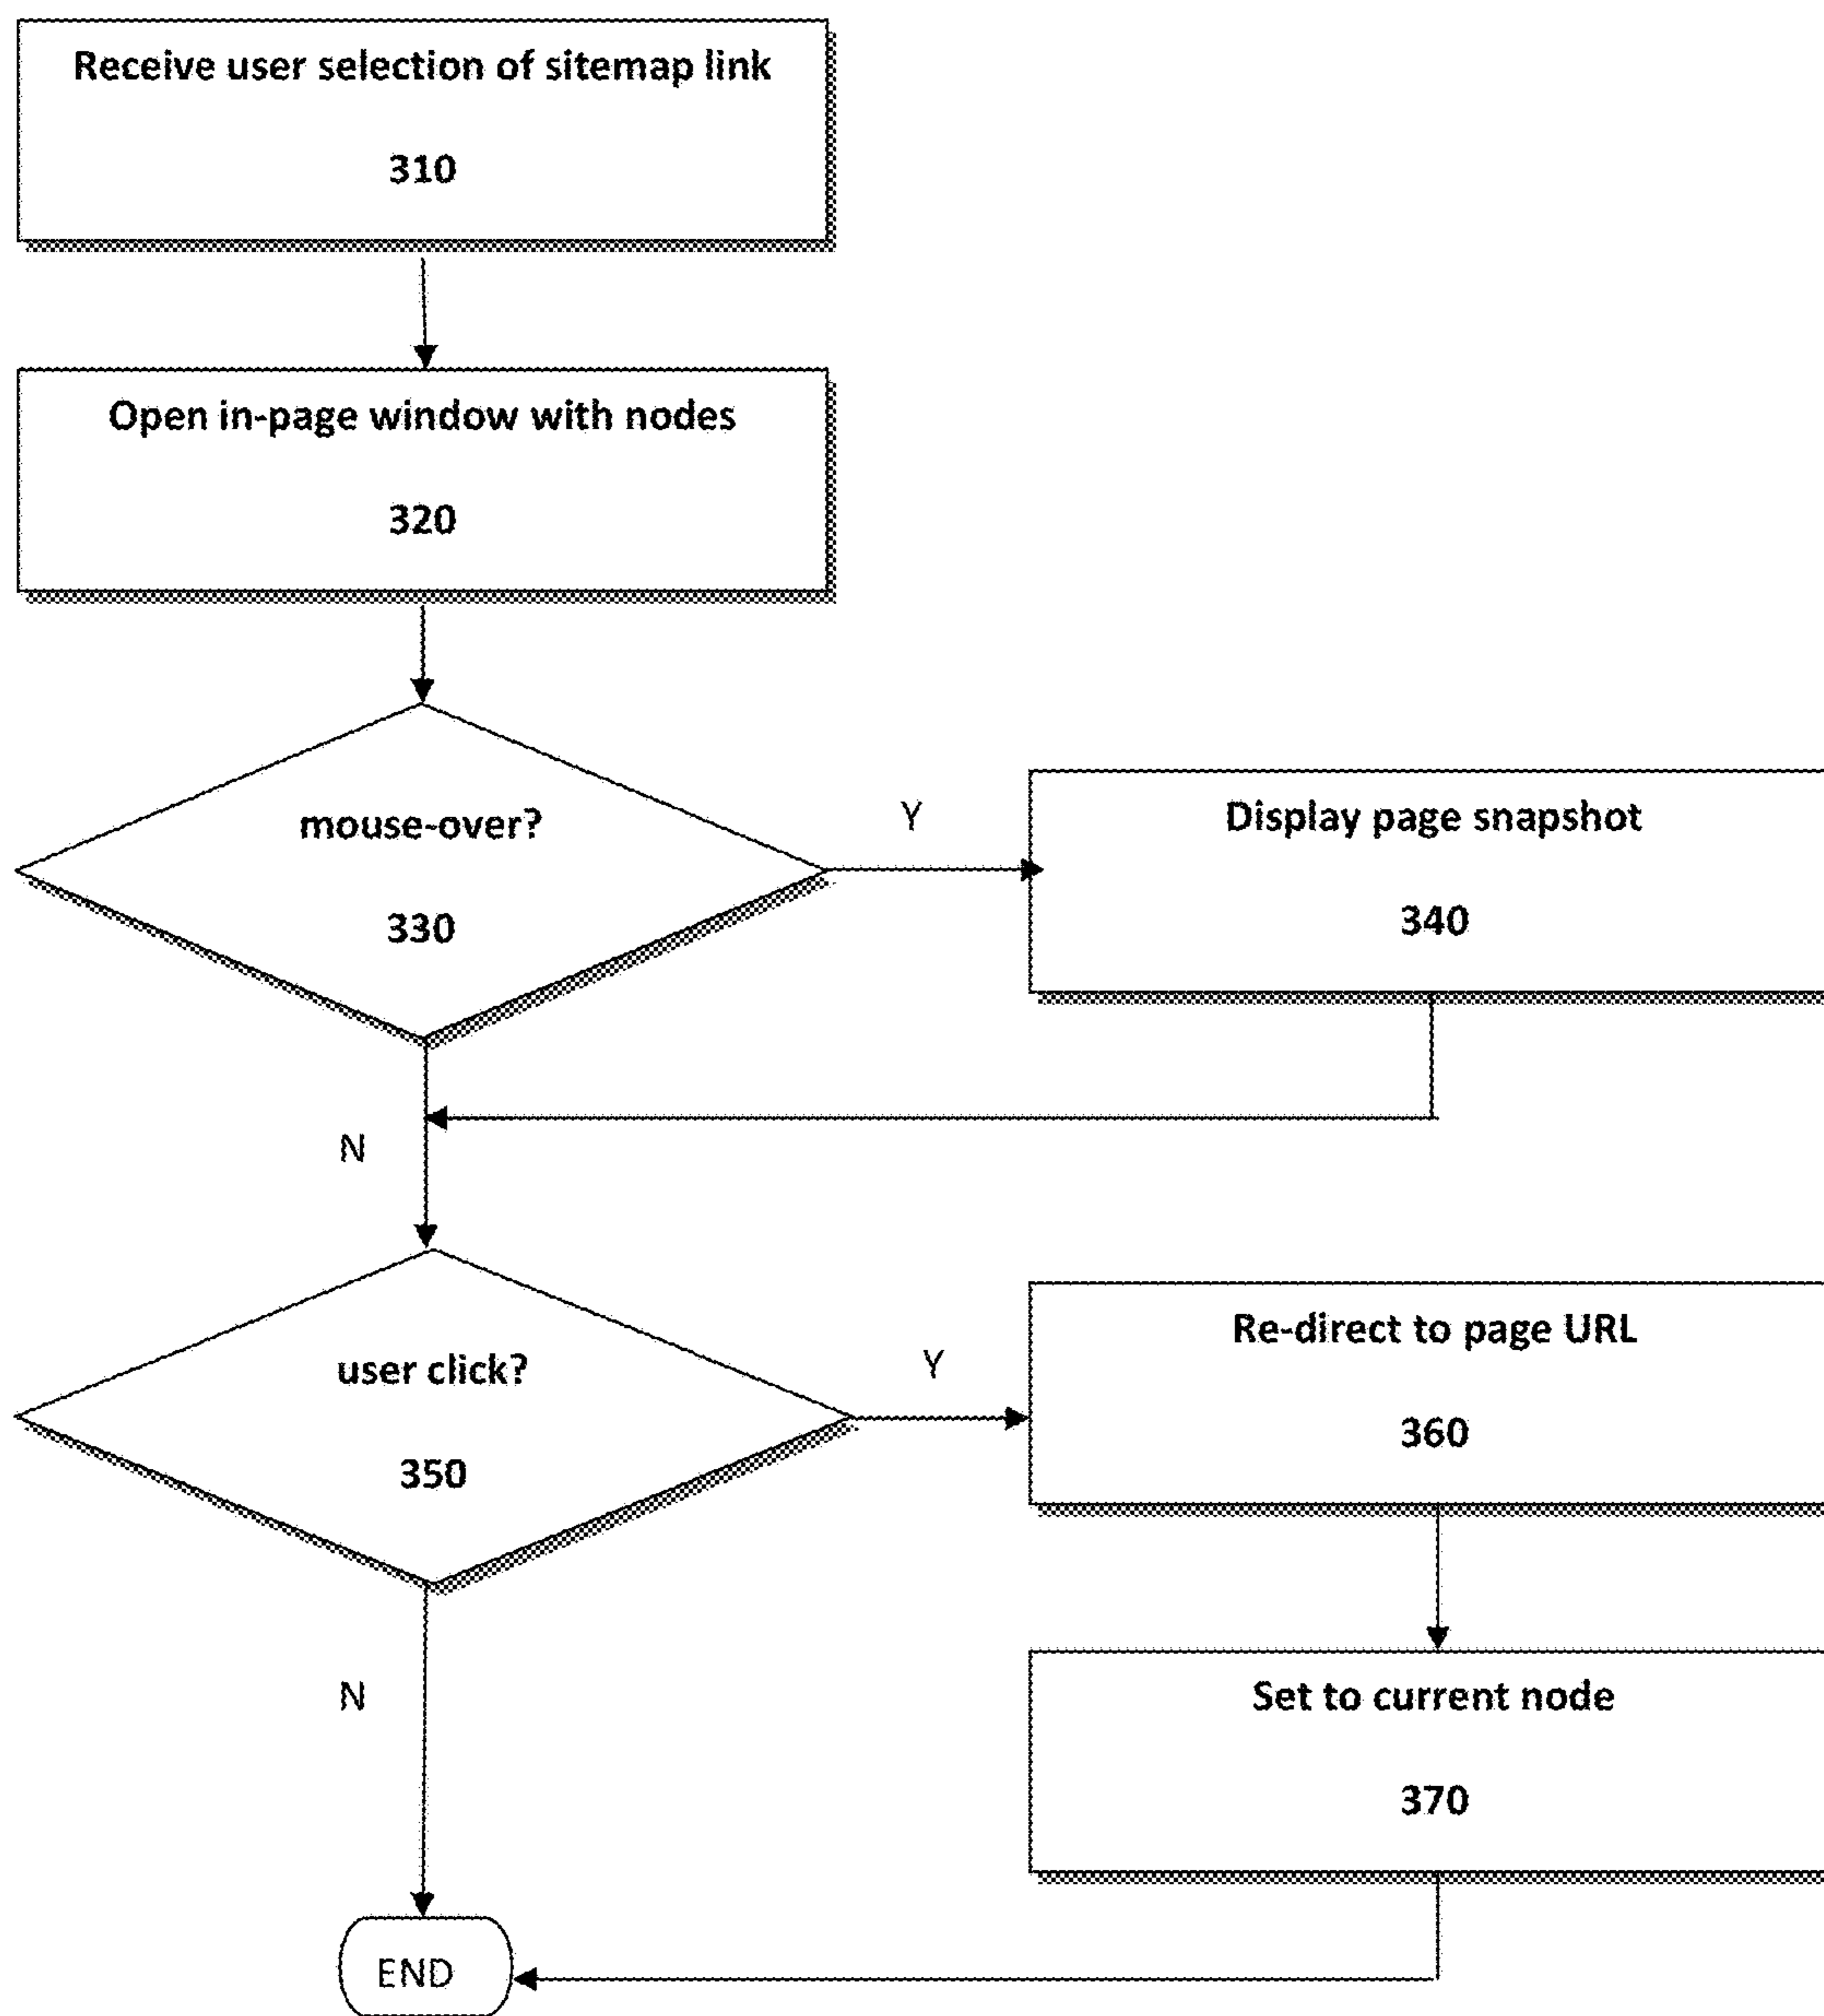 Receive user selection of sitemap link
310
Open in-page window with nodes
320
mouse-over?
330
Y
Display page snapshot
340
N
user click?
350
Y
Re-direct to page URL
360
N
Set to current node
370
END